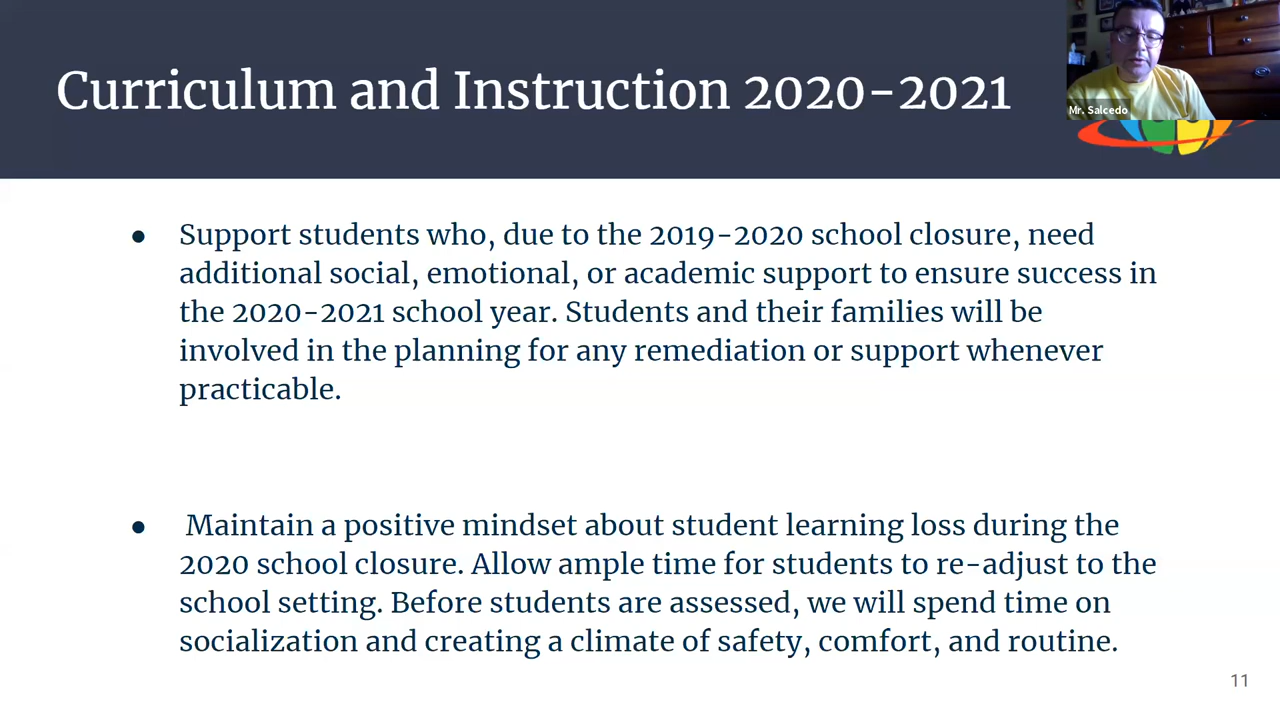 Curriculum and Instruction 2020-2021
Mr. Salcedo
● Support students who, due to the 2019-2020 school closure, need
additional social, emotional, or academic support to ensure success in
the 2020-2021 school year. Students and their families will be
involved in the planning for any remediation or support whenever
practicable.
● Maintain a positive mindset about student learning loss during the
2020 school closure. Allow ample time for students to re-adjust to the
school setting. Before students are assessed, we will spend time on
socialization and creating a climate of safety, comfort, and routine.
11